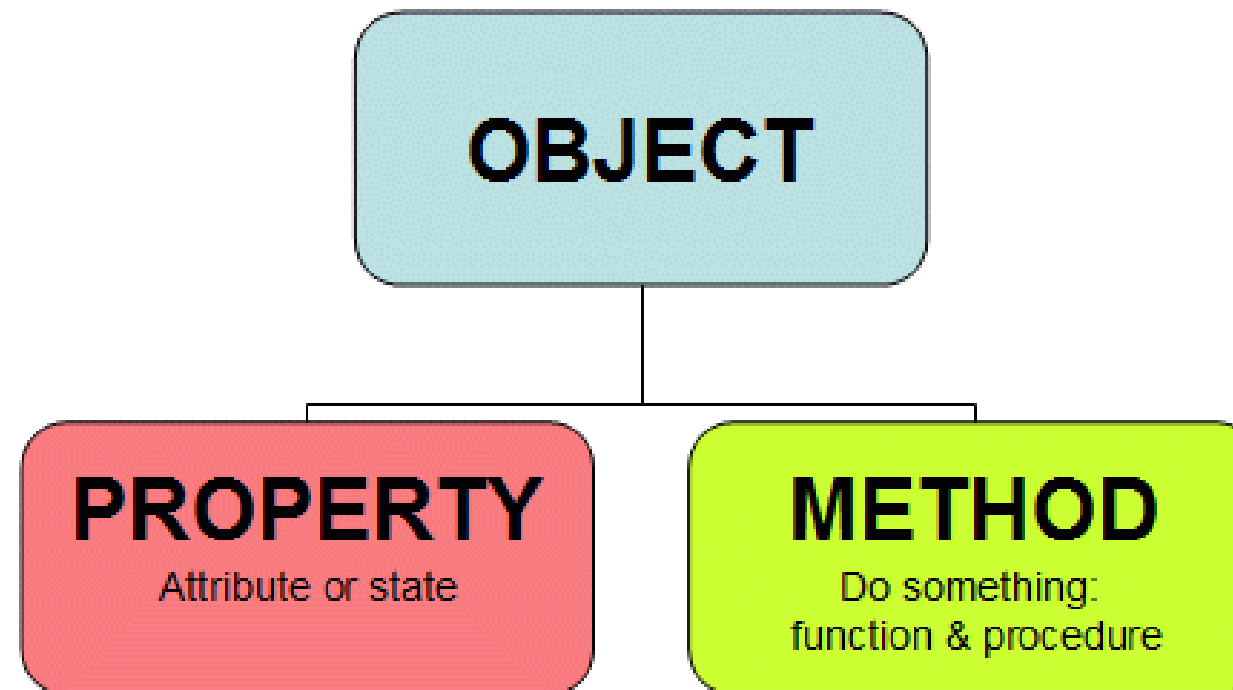 OBJECT
PROPERTY
Attribute or state
METHOD
Do something:
function & procedure